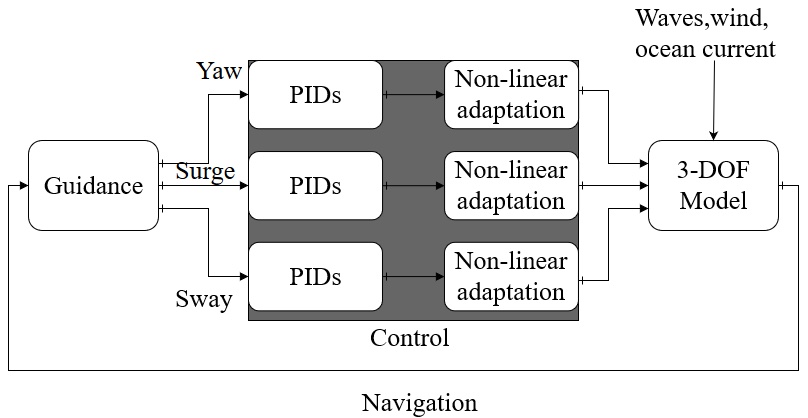 Waves,wind,
ocean current
Yaw
PIDs
Non-linear
adaptation
Guidance
Surge
PIDs
Non-linear
adaptation
3-DOF
Model
Sway
PIDs
Non-linear
adaptation
Control
Navigation